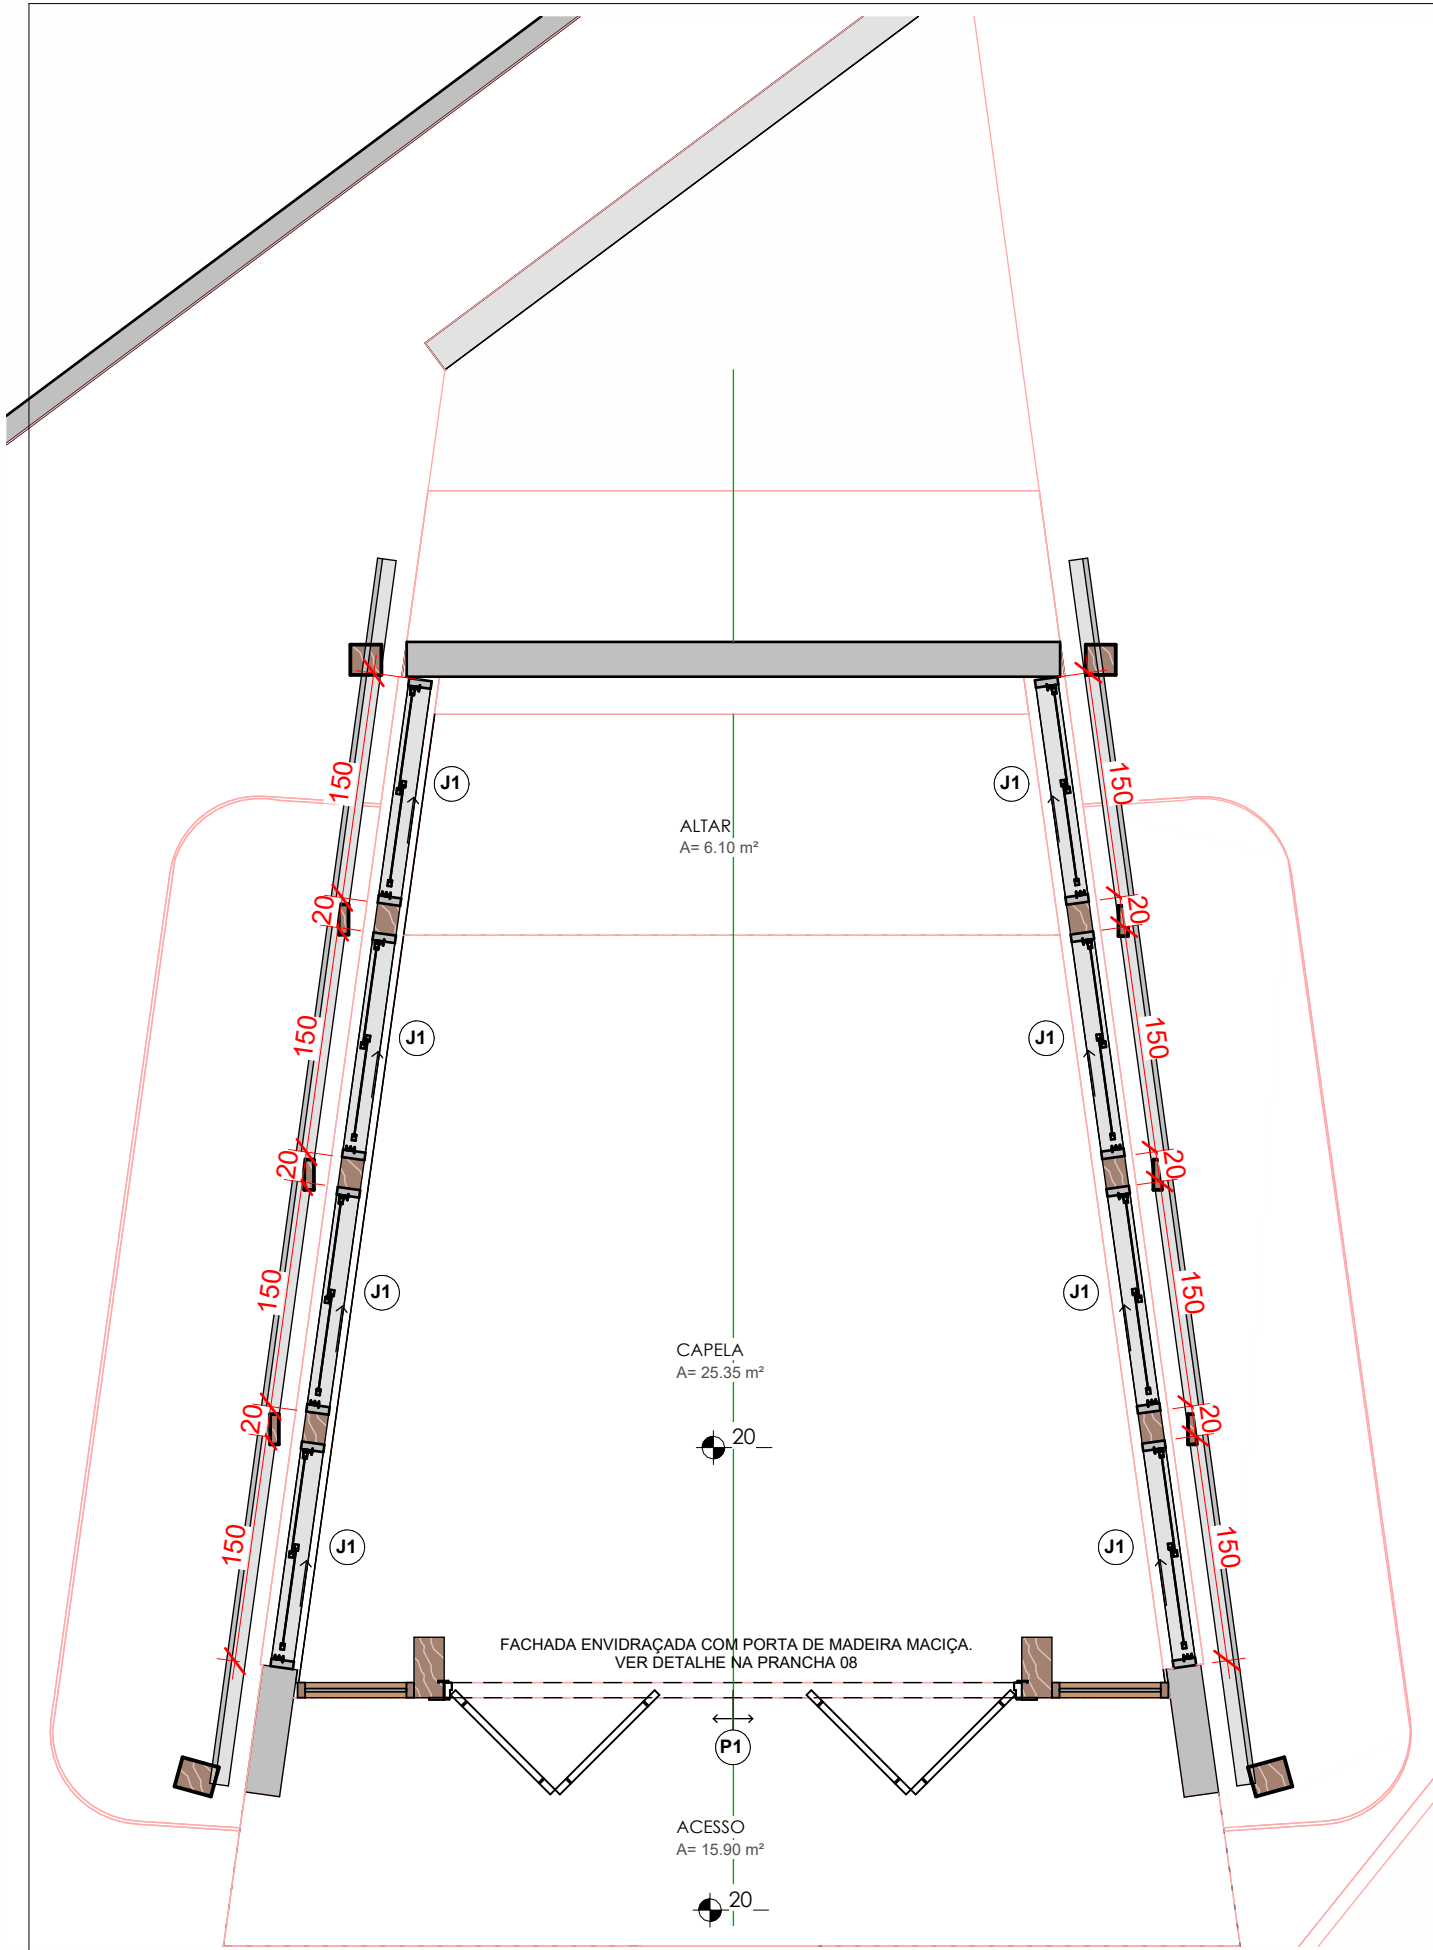 150
J1
J1
150
ALTAR
A= 6.10 m²
20
20
150
J1
J1
150
20
20
150
J1
J1
150
CAPELA
A= 25.35 m²
20
20
20
150
J1
J1
150
FACHADA ENVIDRAÇADA COM PORTA DE MADEIRA MACIÇA.
VER DETALHE NA PRANCHA 08
P1
ACESSO
A= 15.90 m²
20